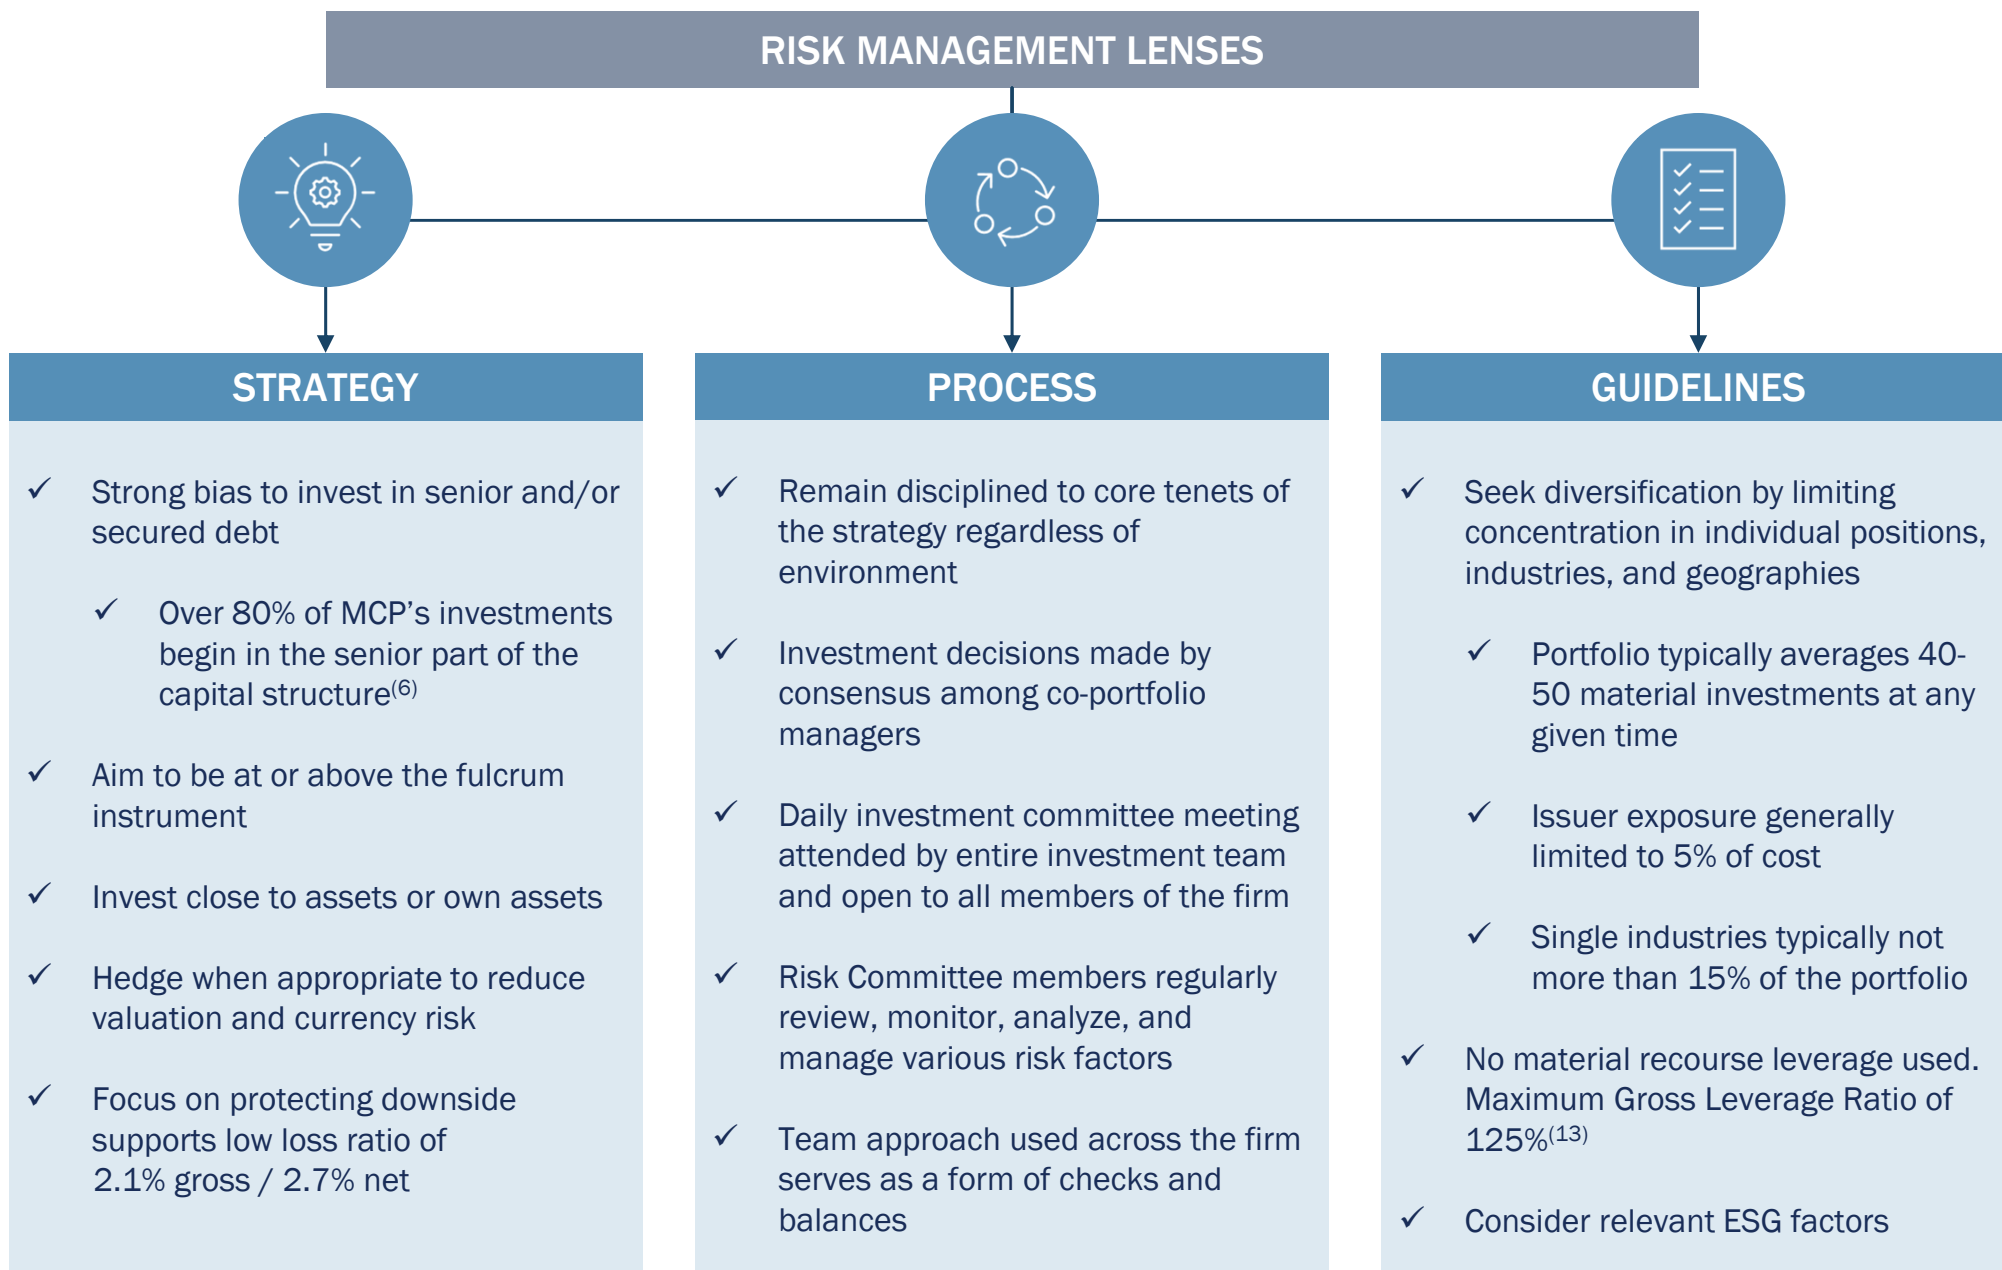 RISK MANAGEMENT LENSES
STRATEGY
✓ Strong bias to invest in senior and/or
secured debt
✓ Over 80% of MCP’s investments
begin in the senior part of the
capital structure(6)
✓ Aim to be at or above the fulcrum
instrument
✓ Invest close to assets or own assets
✓ Hedge when appropriate to reduce
valuation and currency risk
✓ Focus on protecting downside
supports low loss ratio of
2.1% gross / 2.7% net
PROCESS
✓ Remain disciplined to core tenets of
the strategy regardless of
environment
✓ Investment decisions made by
consensus among co-portfolio
managers
✓ Daily investment committee meeting
attended by entire investment team
and open to all members of the firm
✓ Risk Committee members regularly
review, monitor, analyze, and
manage various risk factors
✓ Team approach used across the firm
serves as a form of checks and
balances
GUIDELINES
✓ Seek diversification by limiting
concentration in individual positions,
industries, and geographies
✓ Portfolio typically averages 40-
50 material investments at any
given time
✓ Issuer exposure generally
limited to 5% of cost
✓ Single industries typically not
more than 15% of the portfolio
✓ No material recourse leverage used.
Maximum Gross Leverage Ratio of
125%(13)
✓ Consider relevant ESG factors